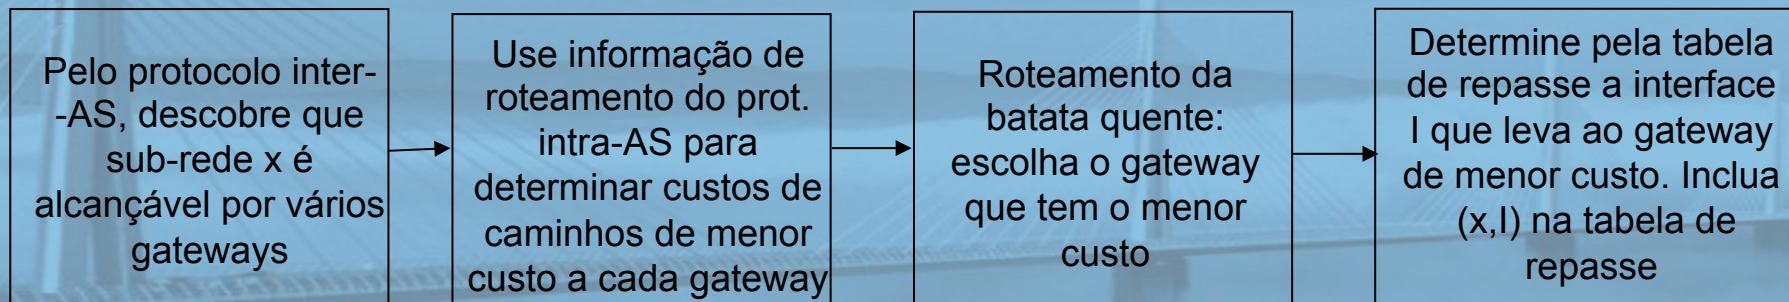 Pelo protocolo inter-
-AS, descobre que
sub-rede x é
alcançável por vários
gateways
Use informação de
roteamento do prot.
intra-AS para
determinar custos de
caminhos de menor
custo a cada gateway
Roteamento da
batata quente:
escolha o gateway
que tem o menor
custo
Determine pela tabela
de repasse a interface
I que leva ao gateway
de menor custo. Inclua
(x,I) na tabela de
repasse